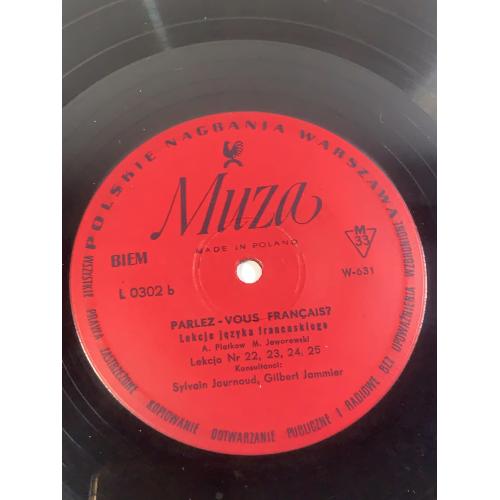 POLSKIE NAGRANIA WARSZAWA
Muza
MADE IN POLAND
BIEM
M
33
L 0302 b
W-631
PARLEZ-VOUS FRANÇAIS?
Lekcje języka francuskiego
A. Platkow M. Jaworowski
Lekcja Nr 22, 23, 24, 25
Konsultanci:
Sylvain Journaud, Gilbert Jammier
WSZYSTKIE PRAWA ZASTRZEŻONE KOPIOWANIE ODTWARZANIE PUBLICZNE I RADIOWE BEZ UPOWAŻNIENIA WZBRONIONE